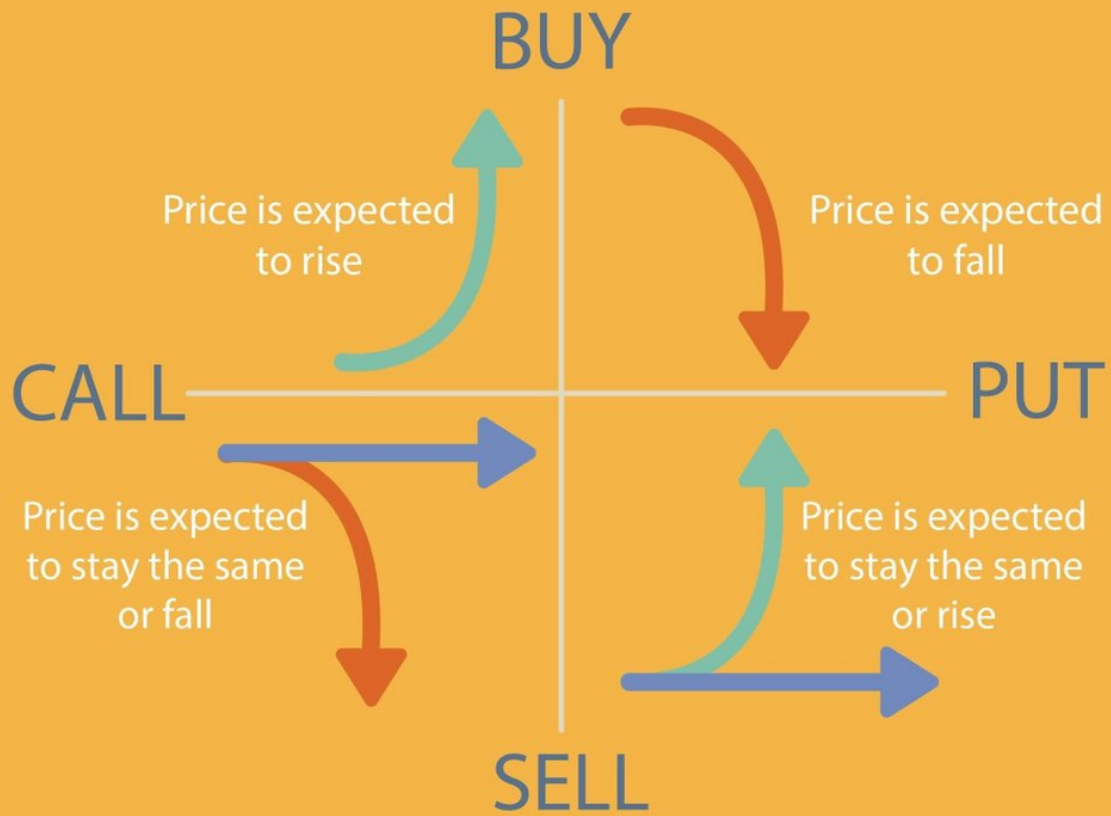 BUY
Price is expected
to rise
Price is expected
to fall
CALL
PUT
Price is expected
to stay the same
or fall
Price is expected
to stay the same
or rise
SELL